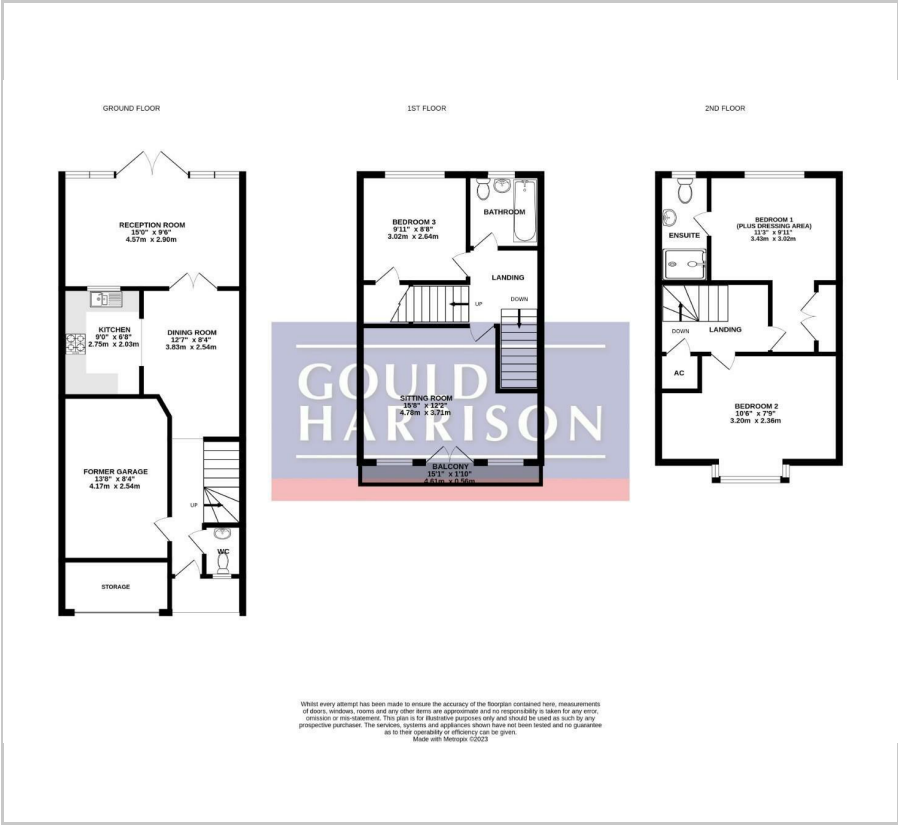 GROUND FLOOR
1ST FLOOR
2ND FLOOR
RECEPTION ROOM
15'0" x 9'6"
4.57m x 2.90m
KITCHEN
9'0" x 6'8"
2.75m x 2.03m
DINING ROOM
12'7" x 8'4"
3.83m x 2.54m
FORMER GARAGE
13'8" x 8'4"
4.17m x 2.54m
UP
WC
STORAGE
BEDROOM 3
9'11" x 8'8"
3.02m x 2.64m
BATHROOM
LANDING
UP
DOWN
GOULD
HARRISON
SITTING ROOM
15'8" x 12'2"
4.78m x 3.71m
BALCONY
15'1" x 1'10"
4.61m x 0.56m
ENSUITE
BEDROOM 1
(PLUS DRESSING AREA)
11'3" x 9'11"
3.43m x 3.02m
DOWN
LANDING
AC
BEDROOM 2
10'6" x 7'9"
3.20m x 2.36m
Whilst every attempt has been made to ensure the accuracy of the floorplan contained here, measurements
of doors, windows, rooms and any other items are approximate and no responsibility is taken for any error,
omission or mis-statement. This plan is for illustrative purposes only and should be used as such by any
prospective purchaser. The services, systems and appliances shown have not been tested and no guarantee
as to their operability or efficiency can be given.
Made with Metropix ©2023